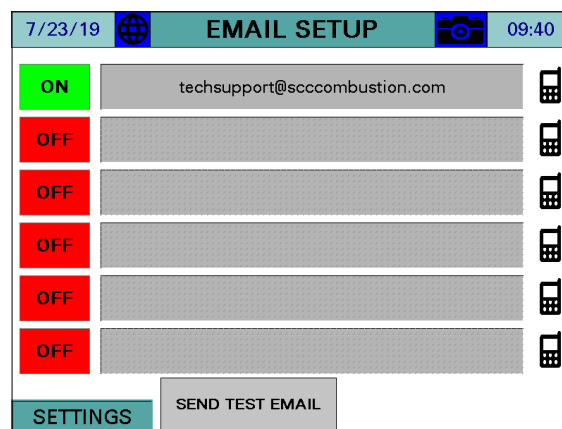 7/23/19 EMAIL SETUP 09:40
ON techsupport@scccombustion.com
OFF
OFF
OFF
OFF
OFF
SEND TEST EMAIL
SETTINGS